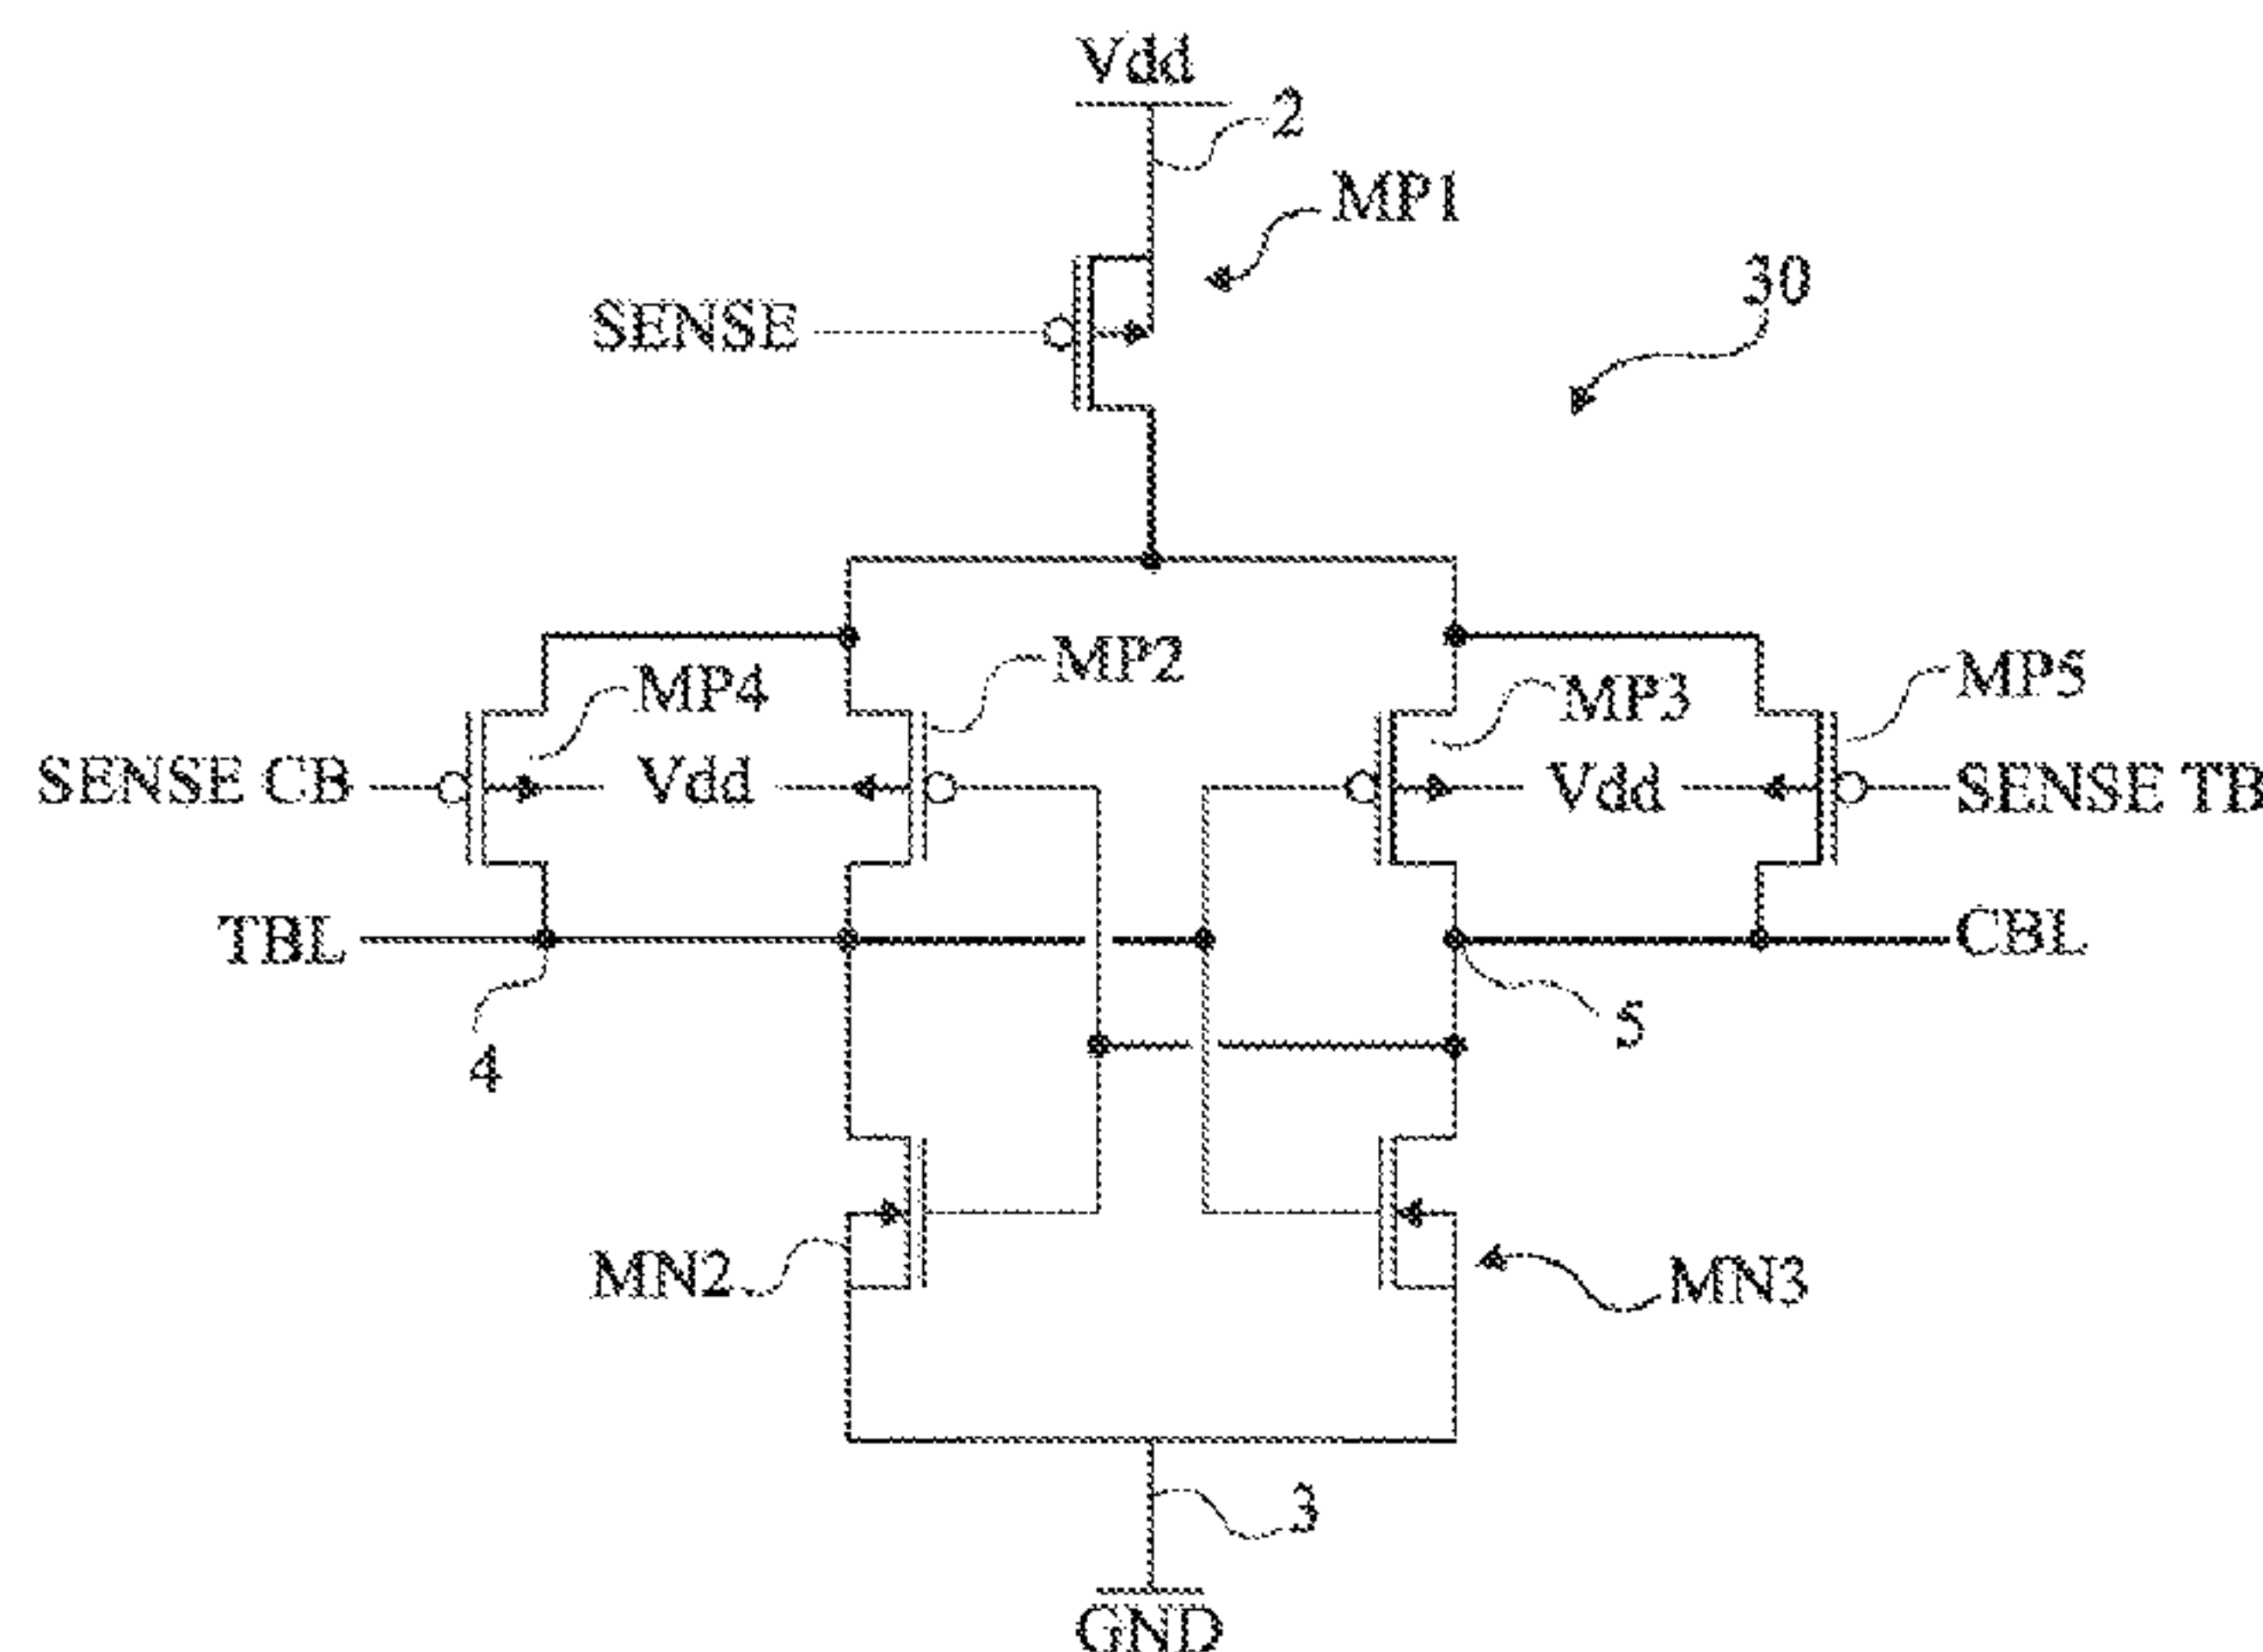 Vdd
2
MP1
SENSE
30
MP4
MP2
MP3
MP5
SENSE CB
Vdd
Vdd
SENSE TB
TBL
CBL
4
5
MN2
MN3
3
GND